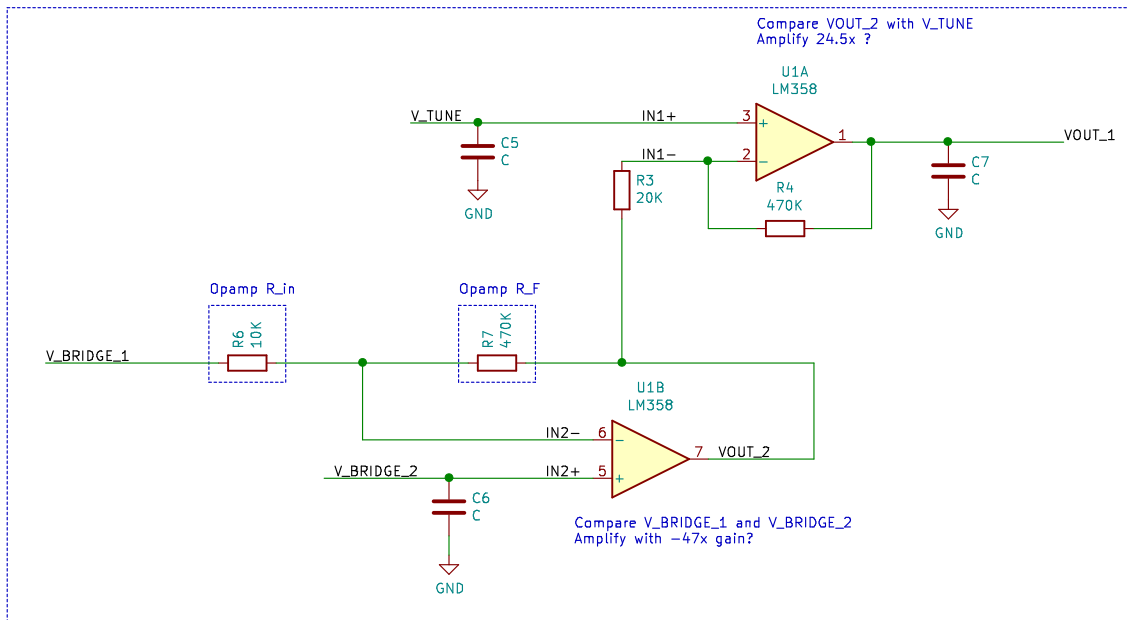 Compare VOUT_2 with V_TUNE
Amplify 24.5x ?
U1A
LM358
V_TUNE
IN1+
3
+
1
VOUT_1
C5
C
IN1-
2
-
C7
C
R3
20K
R4
470K
GND
GND
Opamp R_in
Opamp R_F
R6
10K
R7
470K
V_BRIDGE_1
U1B
LM358
IN2-
6
-
7
VOUT_2
V_BRIDGE_2
IN2+
5
+
C6
C
Compare V_BRIDGE_1 and V_BRIDGE_2
Amplify with -47x gain?
GND